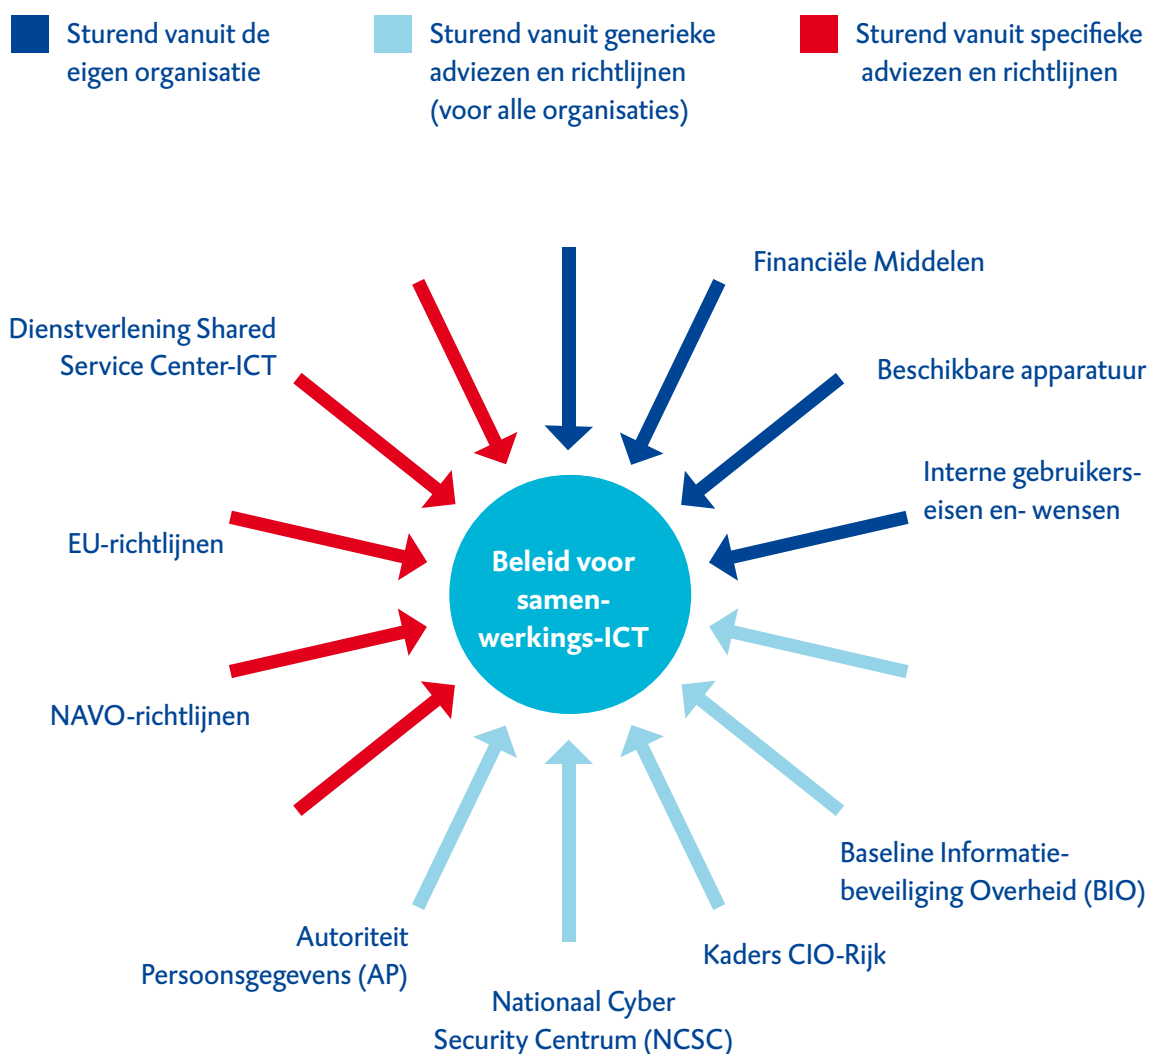 Sturend vanuit de
eigen organisatie
Sturend vanuit generieke
adviezen en richtlijnen
(voor alle organisaties)
Sturend vanuit specifieke
adviezen en richtlijnen
Financiële Middelen
Dienstverlening Shared
Service Center-ICT
Beschikbare apparatuur
Interne gebruikers-
eisen en- wensen
EU-richtlijnen
Beleid voor
samen-
werkings-ICT
NAVO-richtlijnen
Baseline Informatie-
beveiliging Overheid (BIO)
Autoriteit
Persoonsgegevens (AP)
Kaders CIO-Rijk
Nationaal Cyber
Security Centrum (NCSC)